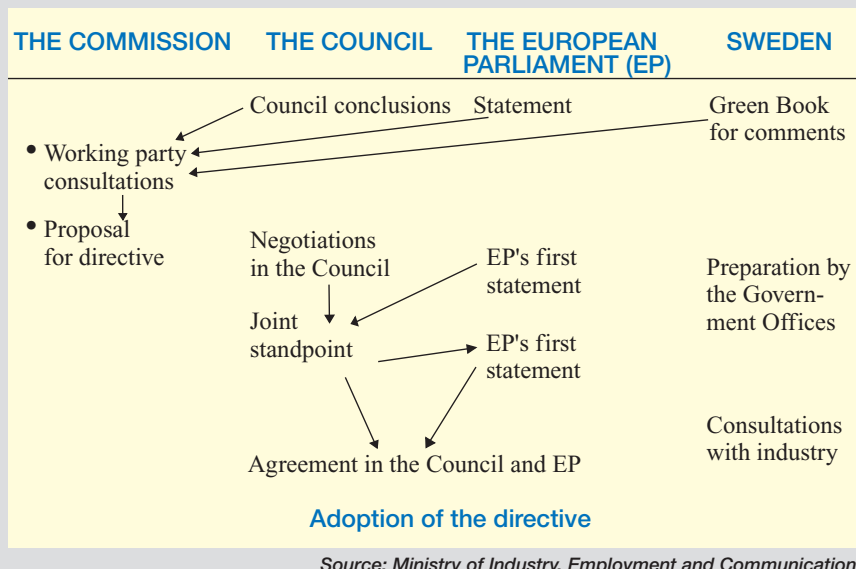 THE COMMISSION
THE COUNCIL
THE EUROPEAN
PARLIAMENT (EP)
SWEDEN
Council conclusions
Statement
Green Book
for comments
• Working party
consultations
• Proposal
for directive
Negotiations
in the Council
EP's first
statement
Preparation by
the Govern-
ment Offices
Joint
standpoint
EP's first
statement
Consultations
with industry
Agreement in the Council and EP
Adoption of the directive
Source: Ministry of Industry, Employment and Communication